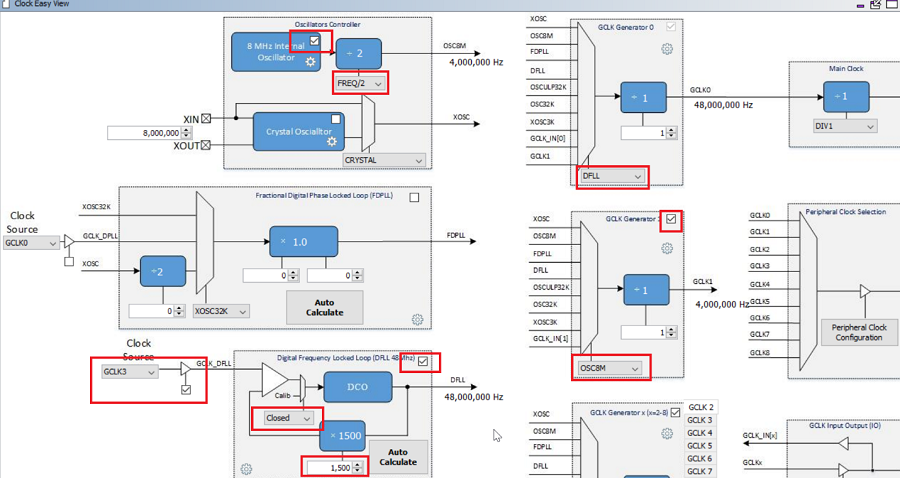 Clock Easy View
Oscillators Controller
8 MHz Internal
Oscillator
÷ 2
FREQ/2
OSC8M
4,000,000 Hz
XIN
8,000,000
XOUT
Crystal Oscialltor
CRYSTAL
XOSC
Fractional Digital Phase Locked Loop (FDPLL)
Clock
Source
GCLK0
XOSC32K
GCLK_DPLL
XOSC
÷2
0
XOSC32K
× 1.0
0
0
Auto
Calculate
FDPLL
Clock
Source
GCLK3
GCLK_DFLL
Digital Frequency Locked Loop (DFLL 48Mhz)
Calib
Closed
DCO
× 1500
1,500
Auto
Calculate
DFLL
48,000,000 Hz
XOSC
OSC8M
FDPLL
DFLL
OSCULP32K
OSC32K
XOSC3K
GCLK_IN[0]
GCLK1
GCLK Generator 0
DFLL
÷ 1
1
GCLK0
48,000,000 Hz
Main Clock
÷ 1
DIV1
XOSC
OSC8M
FDPLL
DFLL
OSCULP32K
OSC32K
XOSC3K
GCLK_IN[1]
GCLK Generator
OSC8M
÷ 1
1
GCLK1
4,000,000 Hz
Peripheral Clock Selection
GCLK0
GCLK1
GCLK2
GCLK3
GCLK4
GCLK5
GCLK6
GCLK7
GCLK8
Peripheral Clock
Configuration
XOSC
OSC8M
FDPLL
DFLL
GCLK Generator x (x=2-8)
GCLK 2
GCLK 3
GCLK 4
GCLK 5
GCLK 6
GCLK 7
GCLK Input Output (IO)
GCLK_IN[x]
GCLKx